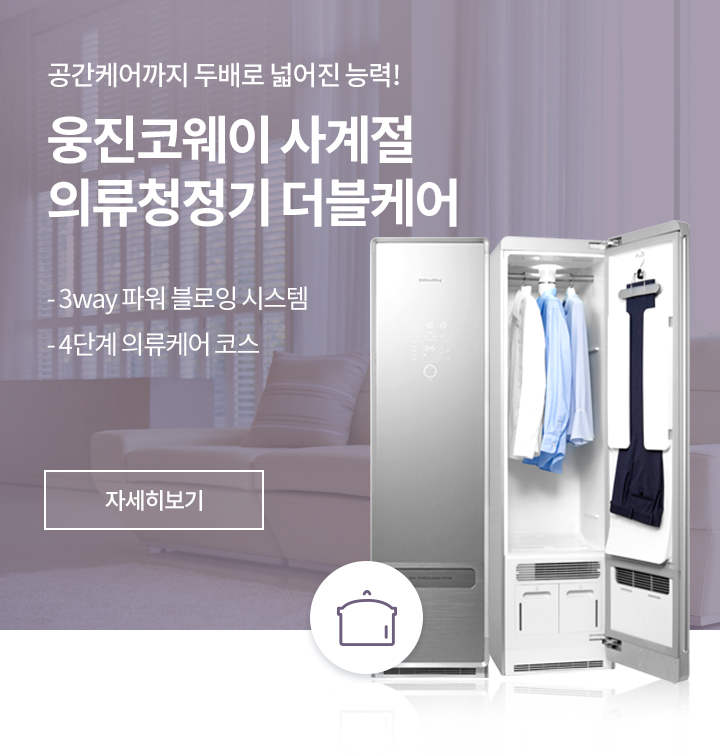 공간케어까지 두배로 넓어진 능력!
웅진코웨이 사계절
의류청정기 더블케어
- 3way 파워 블로잉 시스템
- 4단계 의류케어 코스
자세히보기
coway